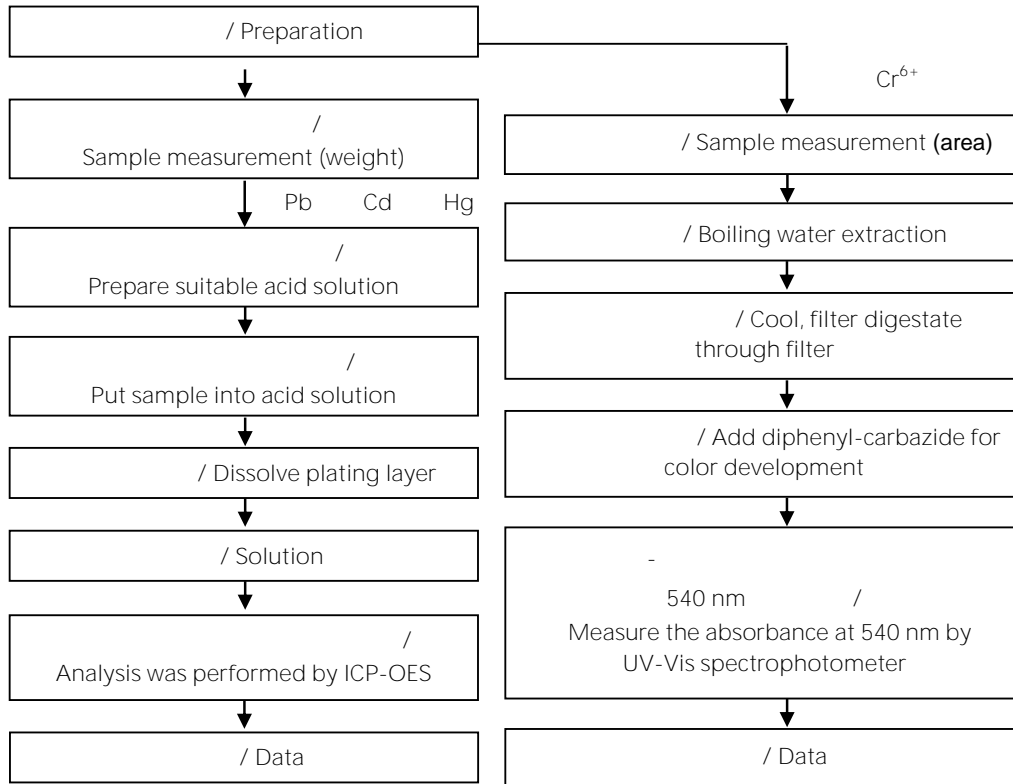 / Preparation
/
Sample measurement (weight)
Pb Cd Hg
/
Prepare suitable acid solution
/
Put sample into acid solution
/ Dissolve plating layer
/ Solution
/
Analysis was performed by ICP-OES
/ Data
Cr⁶⁺
/ Sample measurement (area)
/ Boiling water extraction
/ Cool, filter digestate
through filter
/ Add diphenyl-carbazide for
color development
-
540 nm /
Measure the absorbance at 540 nm by
UV-Vis spectrophotometer
/ Data